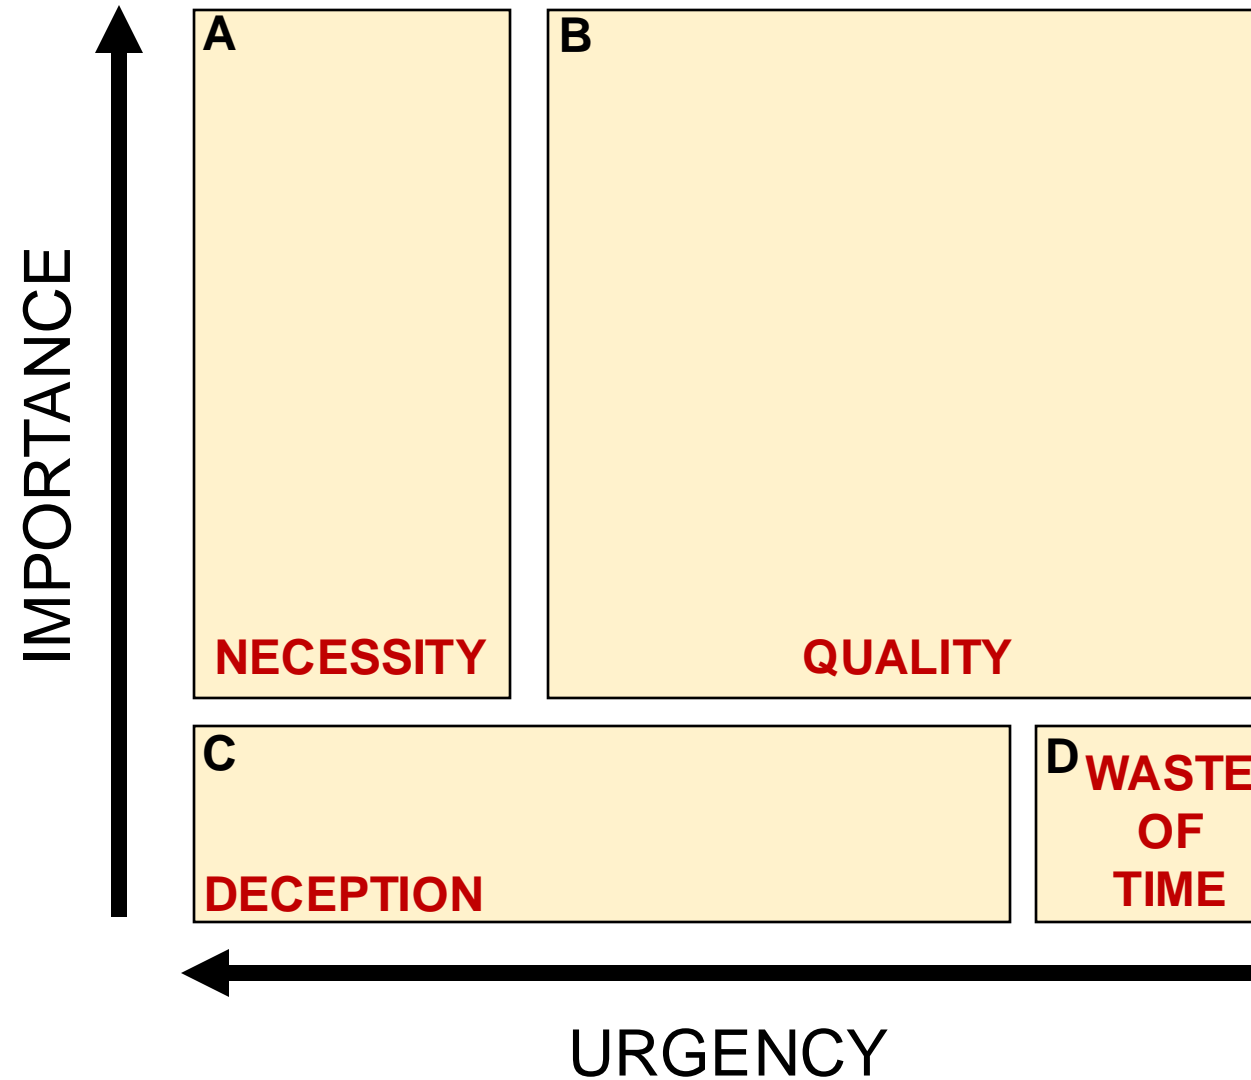 A
B
IMPORTANCE
NECESSITY
QUALITY
C
D
WASTE
OF
TIME
DECEPTION
URGENCY